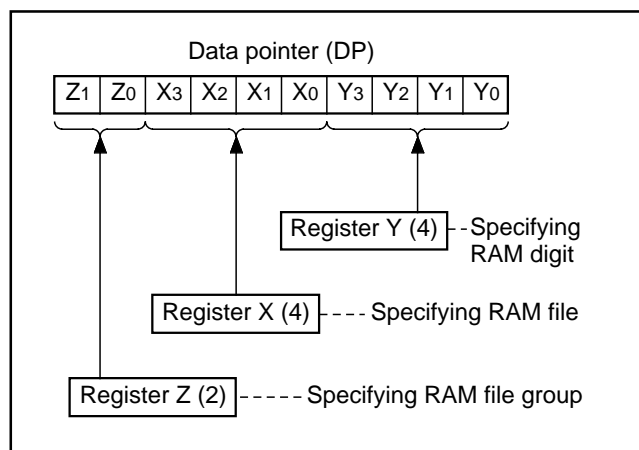 Data pointer (DP)
Z1 Z0 X3 X2 X1 X0 Y3 Y2 Y1 Y0
Register Y (4)
Specifying
RAM digit
Register X (4)
Specifying RAM file
Register Z (2)
Specifying RAM file group